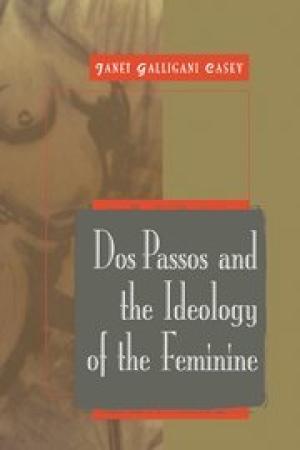 Janet Galligani Casey
Dos Passos and
the Ideology
of the Feminine